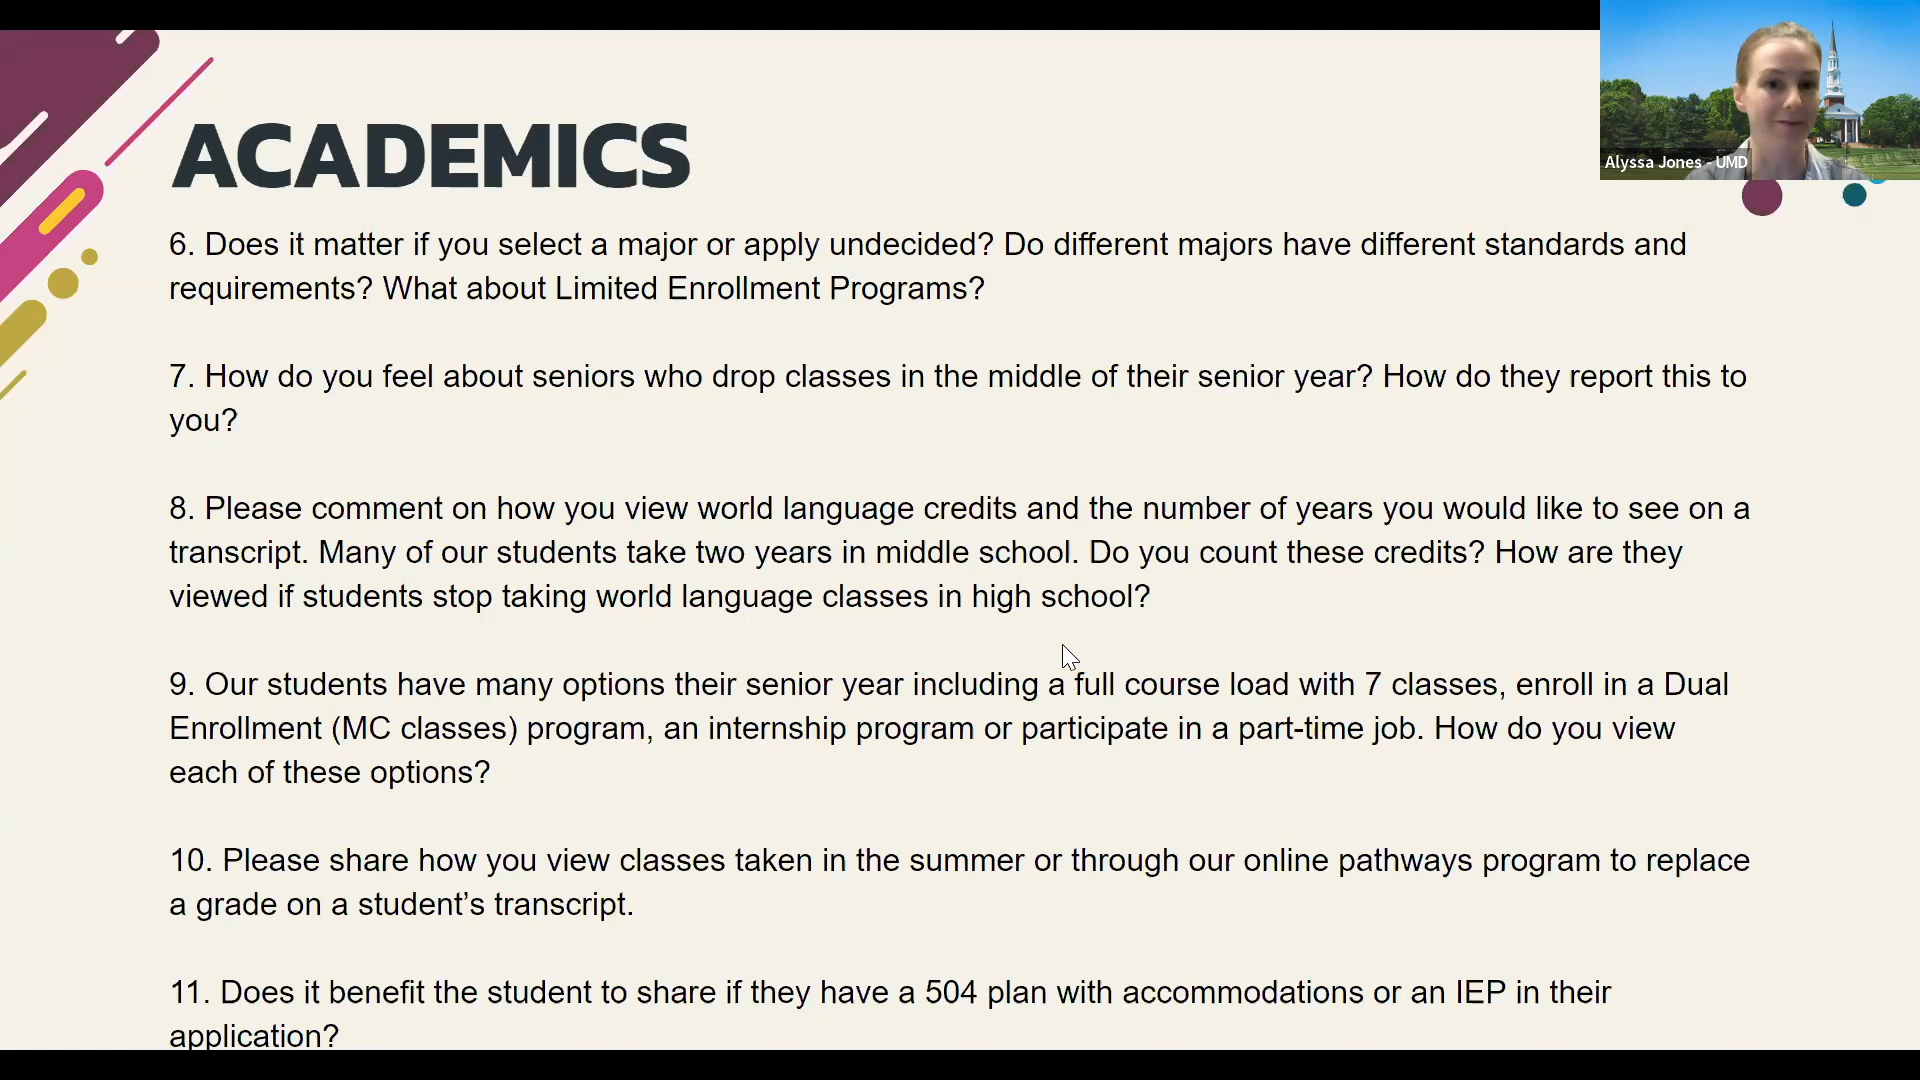 Alyssa Jones - UMD
ACADEMICS
6. Does it matter if you select a major or apply undecided? Do different majors have different standards and
requirements? What about Limited Enrollment Programs?
7. How do you feel about seniors who drop classes in the middle of their senior year? How do they report this to
you?
8. Please comment on how you view world language credits and the number of years you would like to see on a
transcript. Many of our students take two years in middle school. Do you count these credits? How are they
viewed if students stop taking world language classes in high school?
9. Our students have many options their senior year including a full course load with 7 classes, enroll in a Dual
Enrollment (MC classes) program, an internship program or participate in a part-time job. How do you view
each of these options?
10. Please share how you view classes taken in the summer or through our online pathways program to replace
a grade on a student’s transcript.
11. Does it benefit the student to share if they have a 504 plan with accommodations or an IEP in their
application?